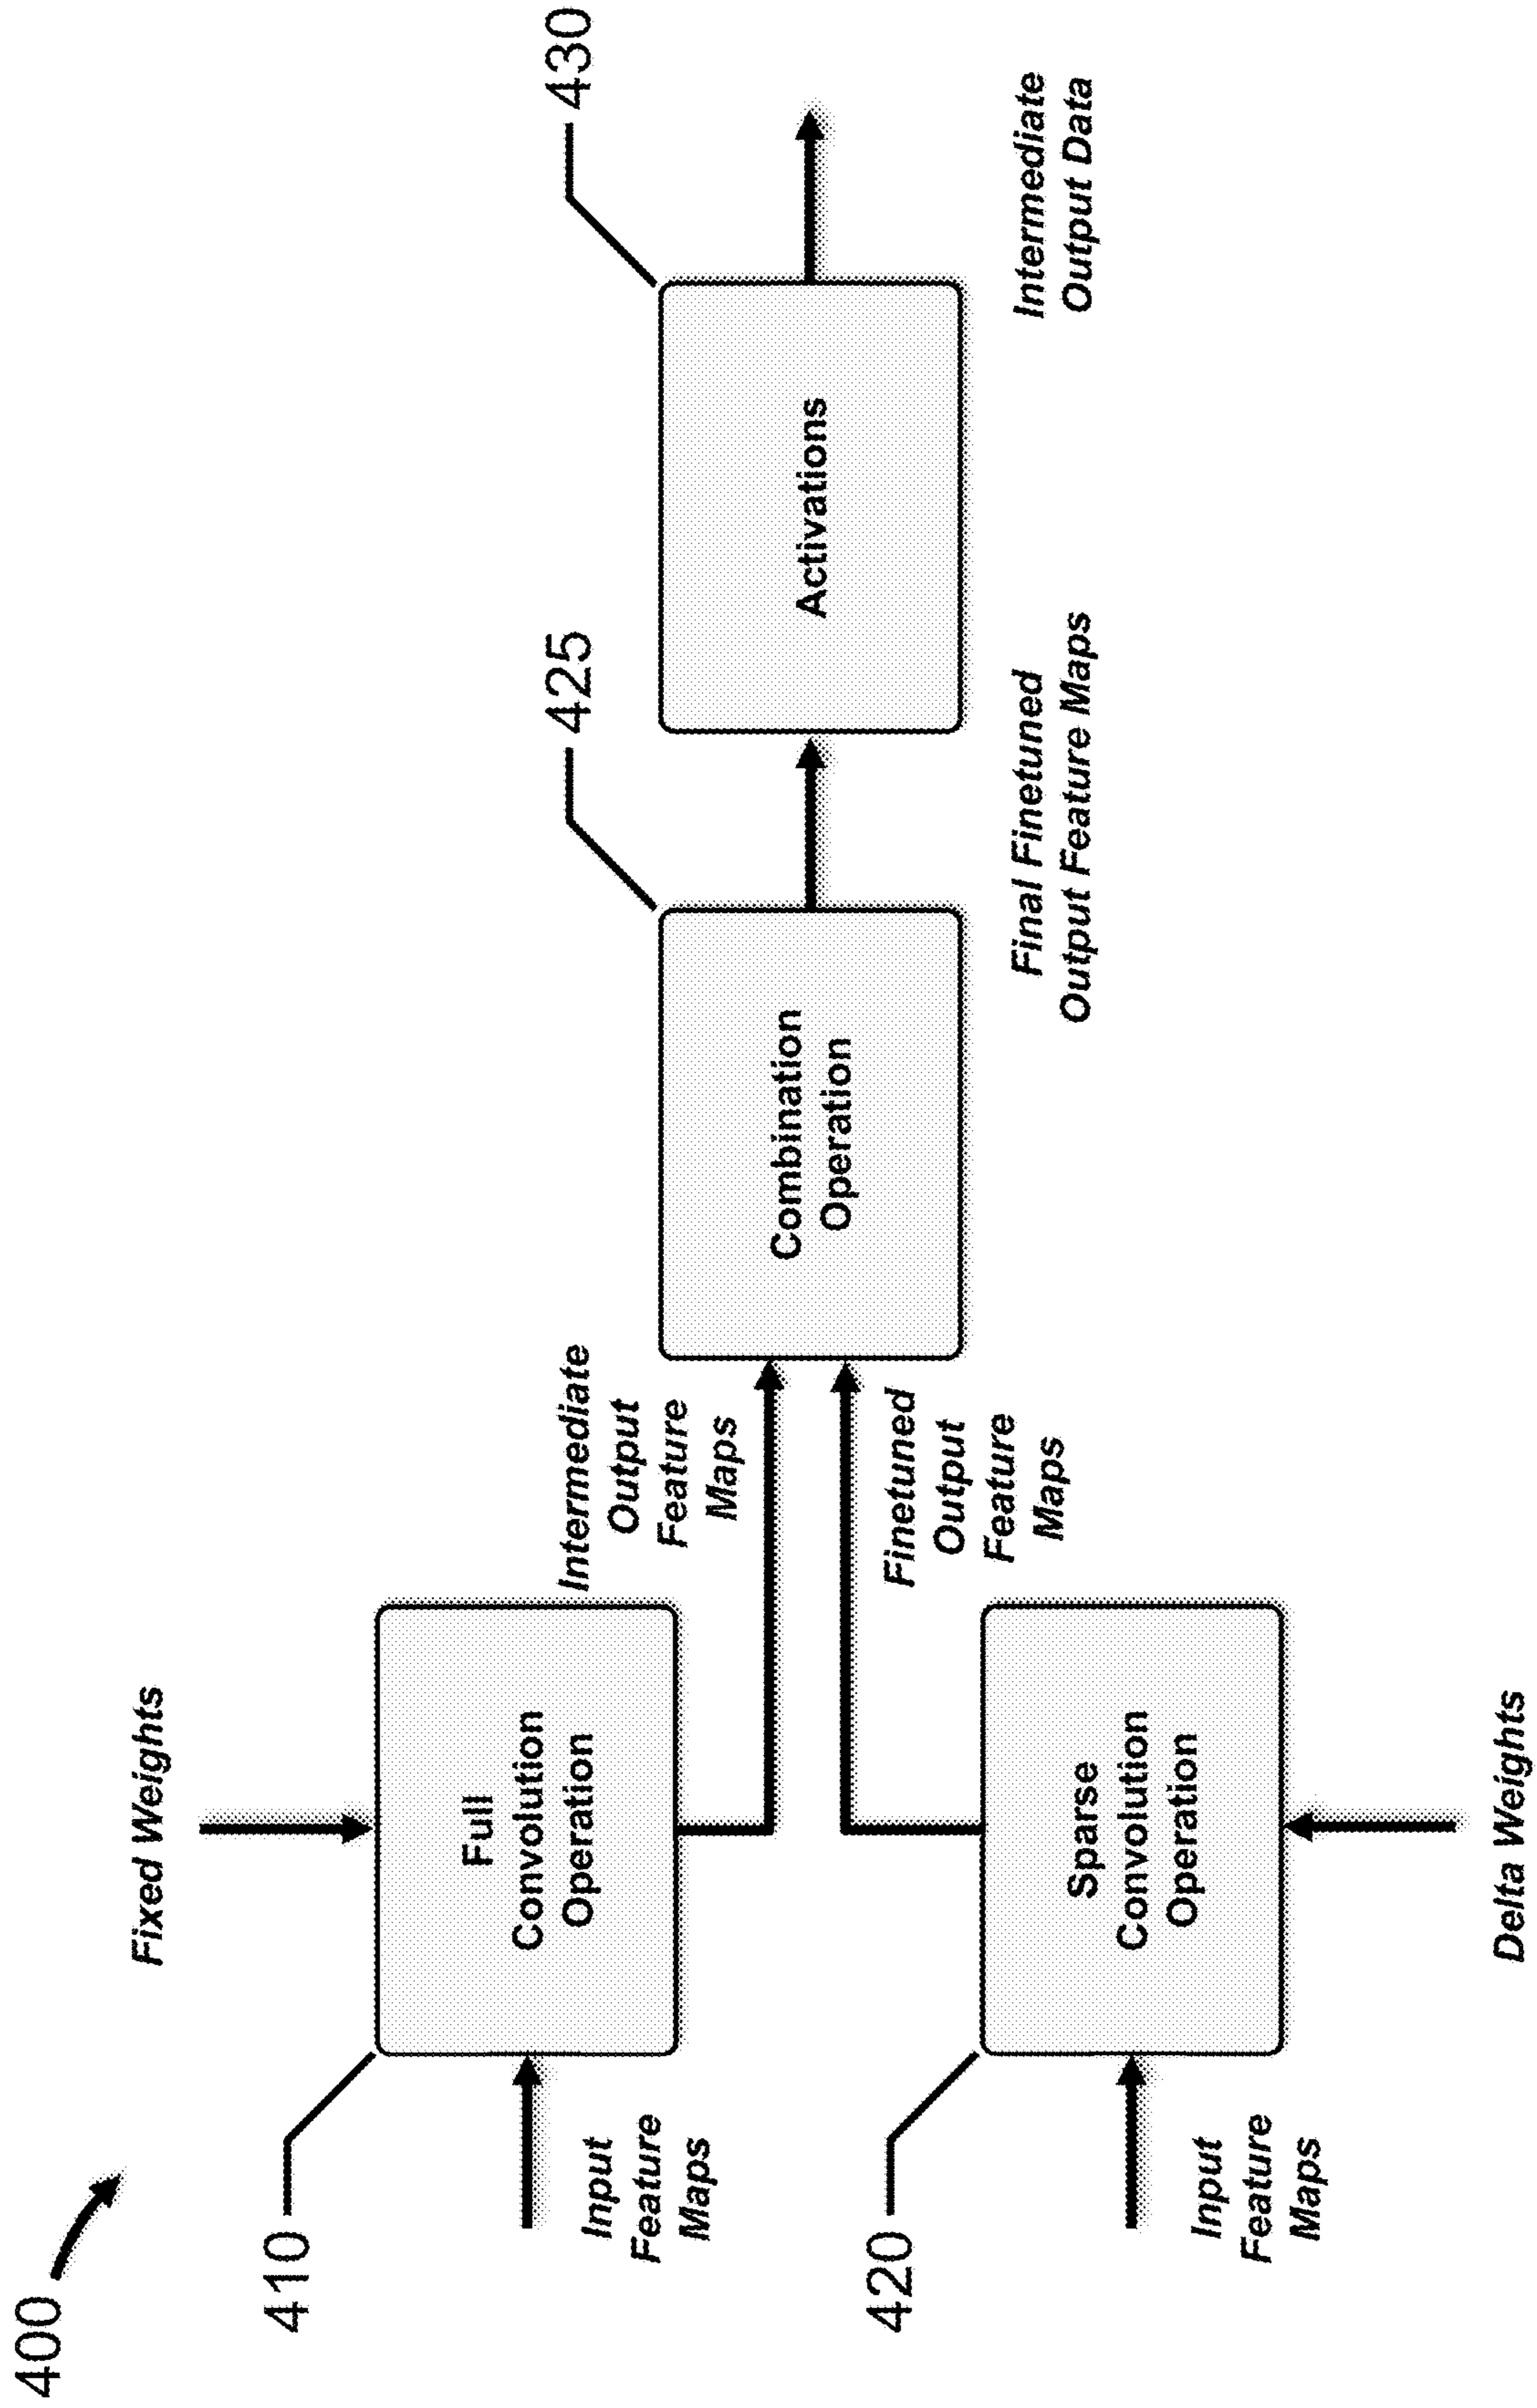 400
Fixed Weights
410
Full
Convolution
Operation
Input
Feature
Maps
Intermediate
Output
Feature
Maps
425
Combination
Operation
430
Activations
Finetuned
Output
Feature
Maps
Final Finetuned
Output Feature Maps
Intermediate
Output Data
420
Sparse
Convolution
Operation
Input
Feature
Maps
Delta Weights